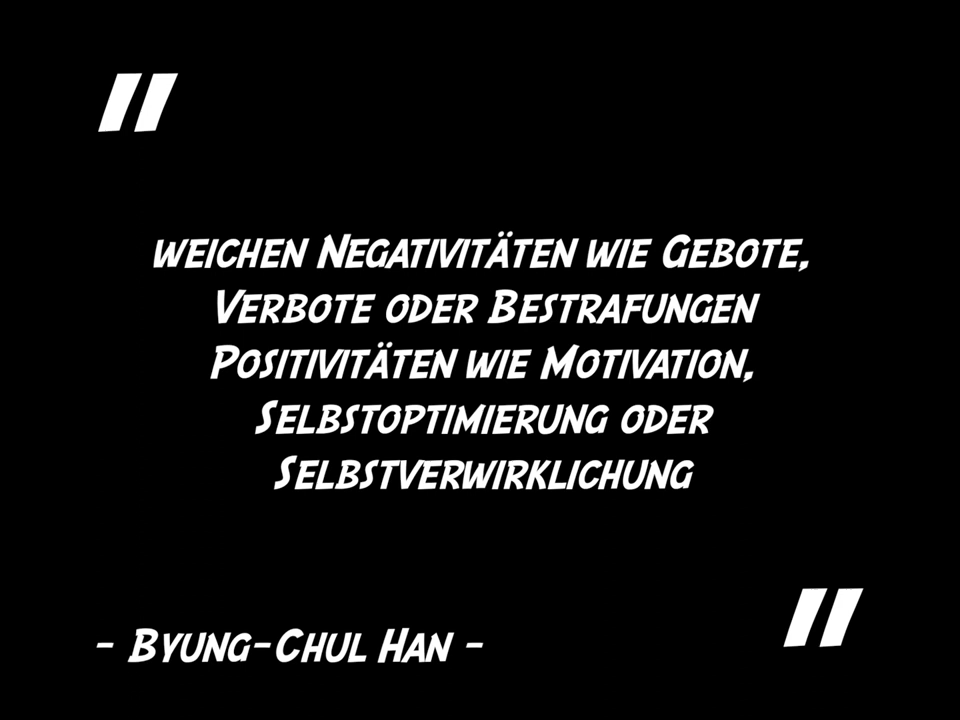 "
weichen Negativitäten wie Gebote,
Verbote oder Bestrafungen
Positivitäten wie Motivation,
Selbstoptimierung oder
Selbstverwirklichung
"
- Byung-Chul Han -